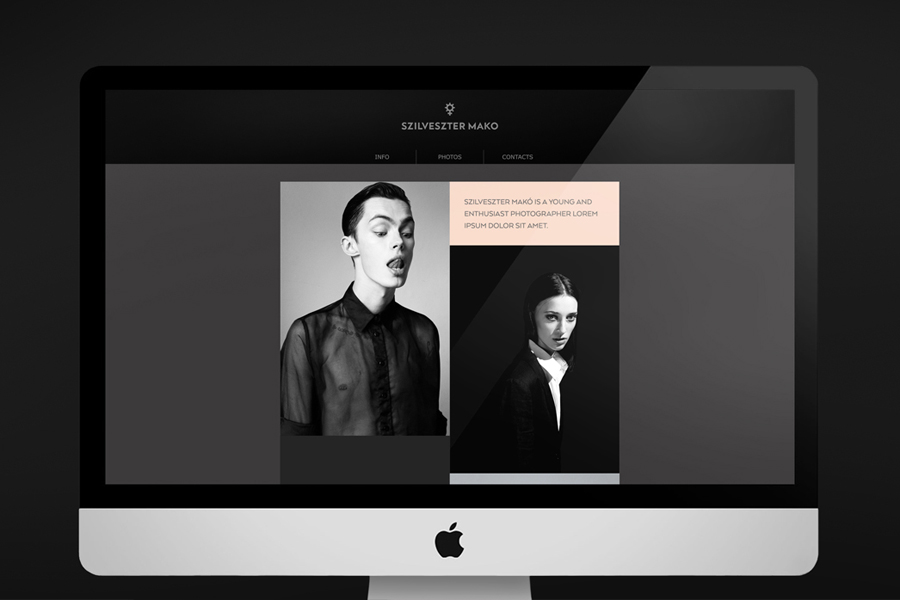 SZILVESZTER MAKO
INFO
PHOTOS
CONTACTS
SZILVESZTER MAKÓ IS A YOUNG AND
ENTHUSIAST PHOTOGRAPHER LOREM
IPSUM DOLOR SIT AMET.